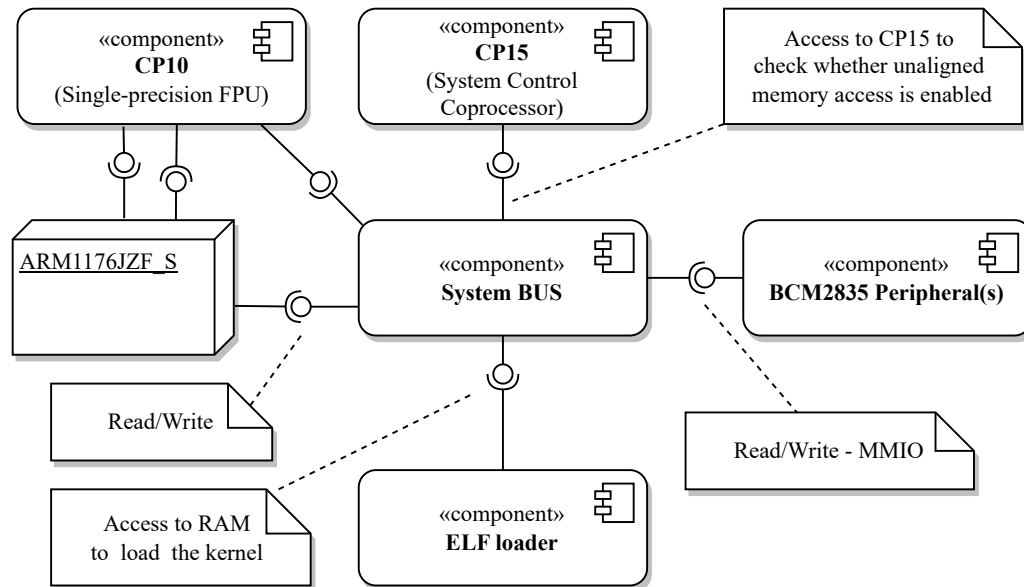 «component»
CP10
(Single-precision FPU)
«component»
CP15
(System Control
Coprocessor)
Access to CP15 to
check whether unaligned
memory access is enabled
ARM1176JZF_S
«component»
System BUS
«component»
BCM2835 Peripheral(s)
Read/Write
Read/Write - MMIO
Access to RAM
to load the kernel
«component»
ELF loader